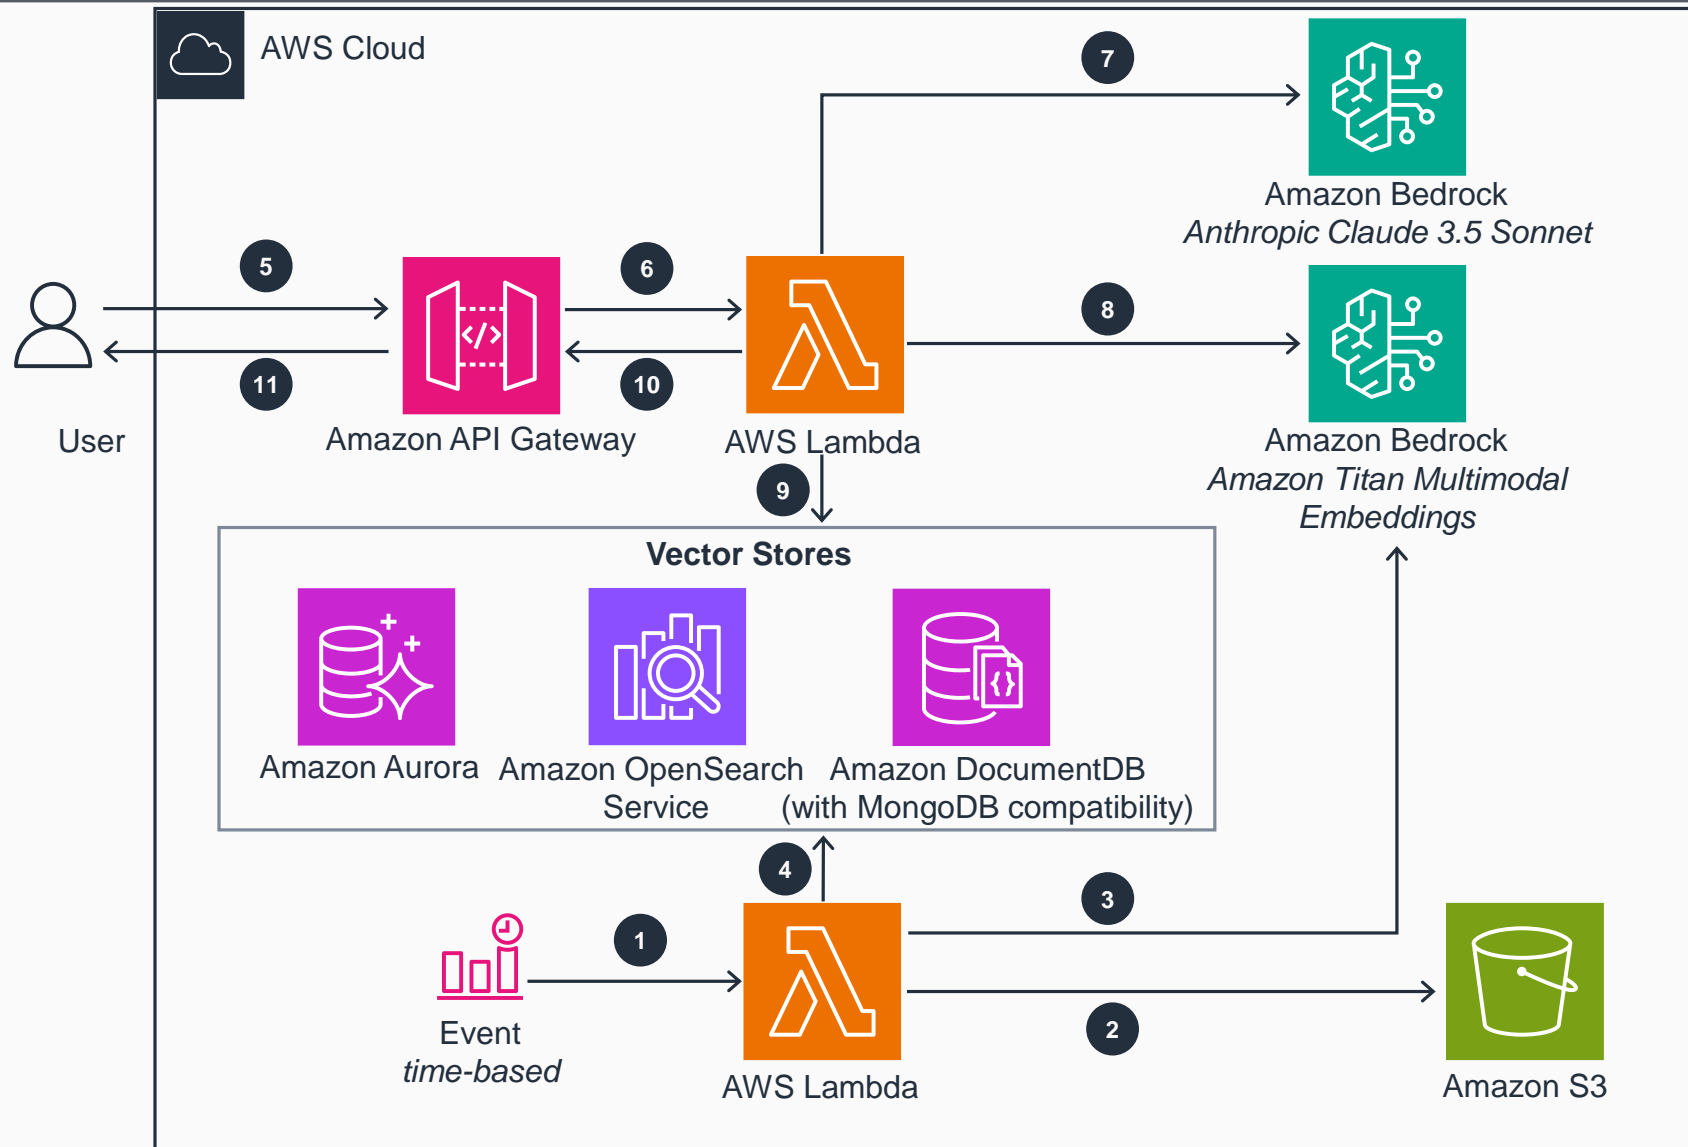 AWS Cloud
7
Amazon Bedrock
Anthropic Claude 3.5 Sonnet
5
6
8
11
10
User
Amazon API Gateway
AWS Lambda
Amazon Bedrock
Amazon Titan Multimodal
Embeddings
9
Vector Stores
Amazon Aurora
Amazon OpenSearch
Service
Amazon DocumentDB
(with MongoDB compatibility)
4
3
1
2
Event
time-based
AWS Lambda
Amazon S3